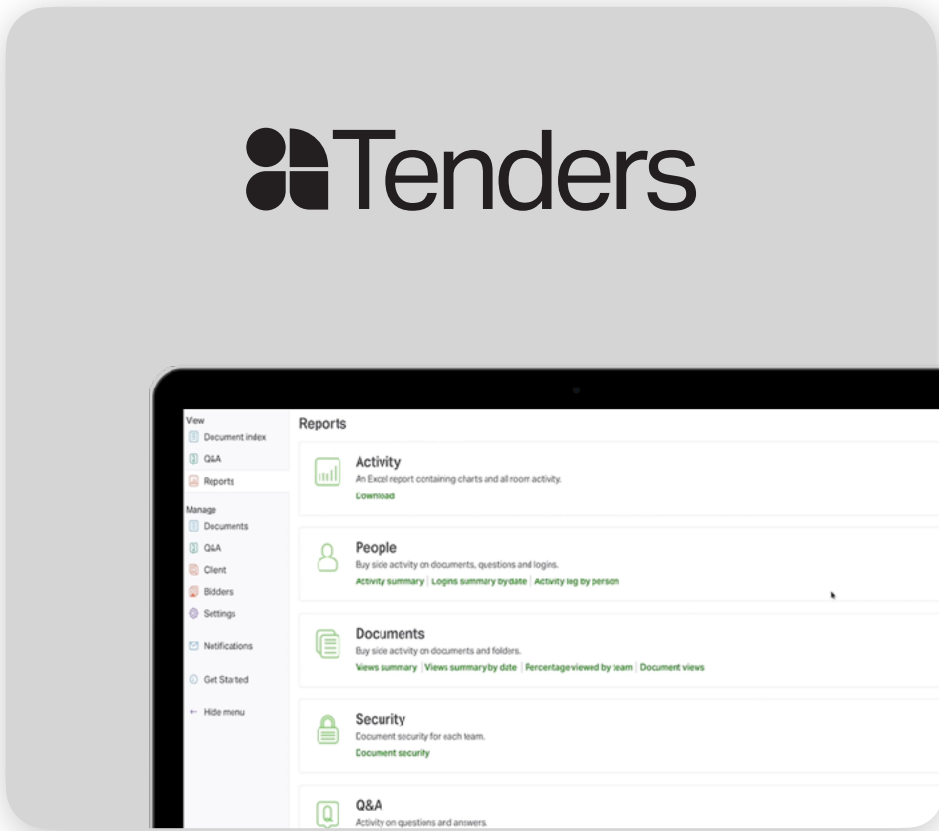 Tenders
View
Document index
Q&A
Reports
Manage
Documents
Q&A
Client
Bidders
Settings
Notifications
Get Started
← Hide menu
Reports
Activity
An Excel report containing charts and all room activity.
Download
People
Buy side activity on documents, questions and logins.
Activity summary | Logins summary by date | Activity log by person
Documents
Buy side activity on documents and folders.
Views summary | Views summary by date | Percentage viewed by team | Document views
Security
Document security for each team.
Document security
Q&A
Activity on questions and answers.